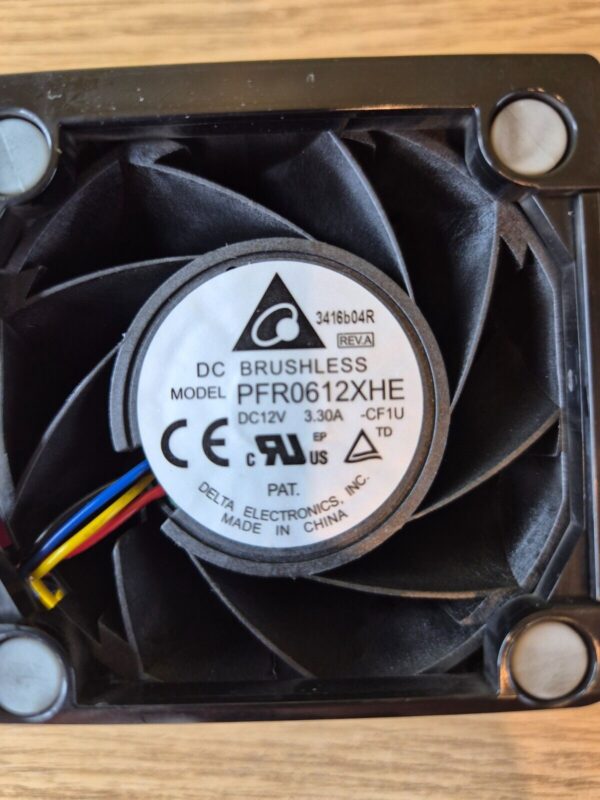 3416b04R
REV.A
DC BRUSHLESS
MODEL PFR0612XHE
DC12V 3.30A -CF1U
CE
c RU US
EP
TD
PAT.
DELTA ELECTRONICS, INC.
MADE IN CHINA